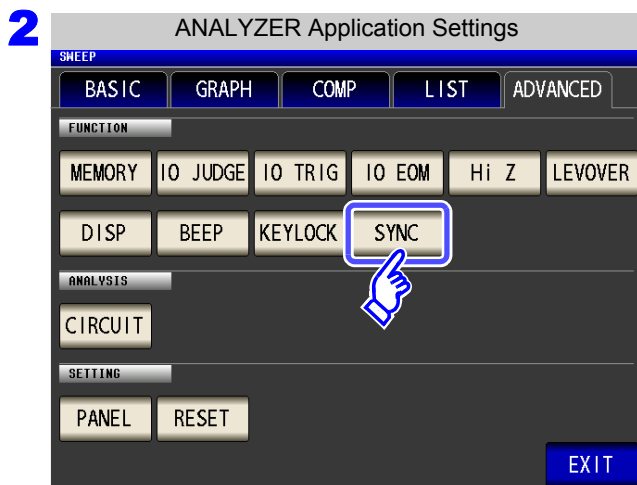 2
ANALYZER Application Settings
SWEEP
BASIC GRAPH COMP LIST ADVANCED
FUNCTION
MEMORY IO JUDGE IO TRIG IO EOM Hi Z LEVOVER
DISP BEEP KEYLOCK SYNC
ANALYSIS
CIRCUIT
SETTING
PANEL RESET
EXIT